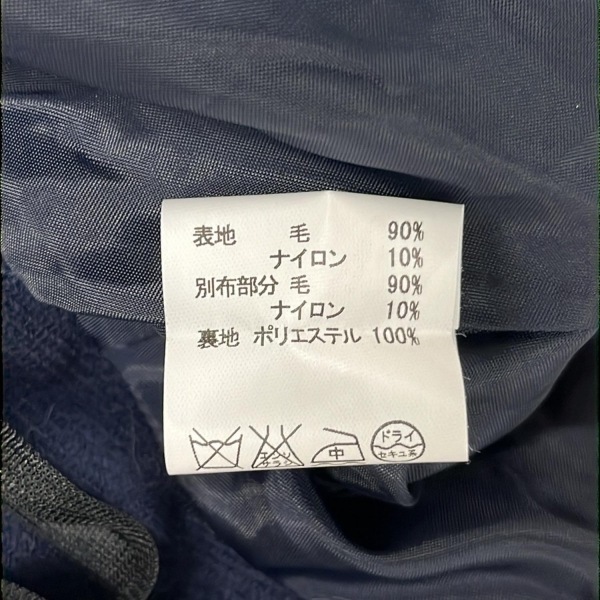 表地 毛 90%
ナイロン 10%
別布部分 毛 90%
ナイロン 10%
裏地 ポリエステル 100%
エンソ サラシ 中 ドライ セキユ系